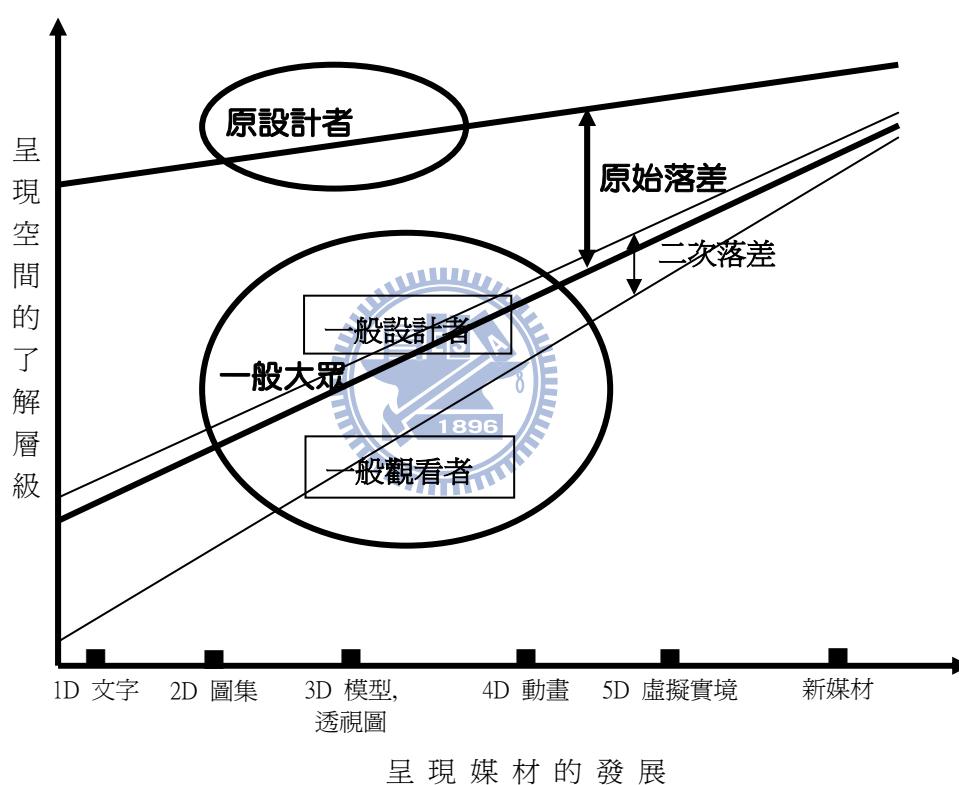 呈現空間的了解層級
原設計者
原始落差
二次落差
一般設計者
一般大眾
1896
一般觀看者
1D 文字
2D 圖集
3D 模型,
透視圖
4D 動畫
5D 虛擬實境
新媒材
呈現媒材的發展